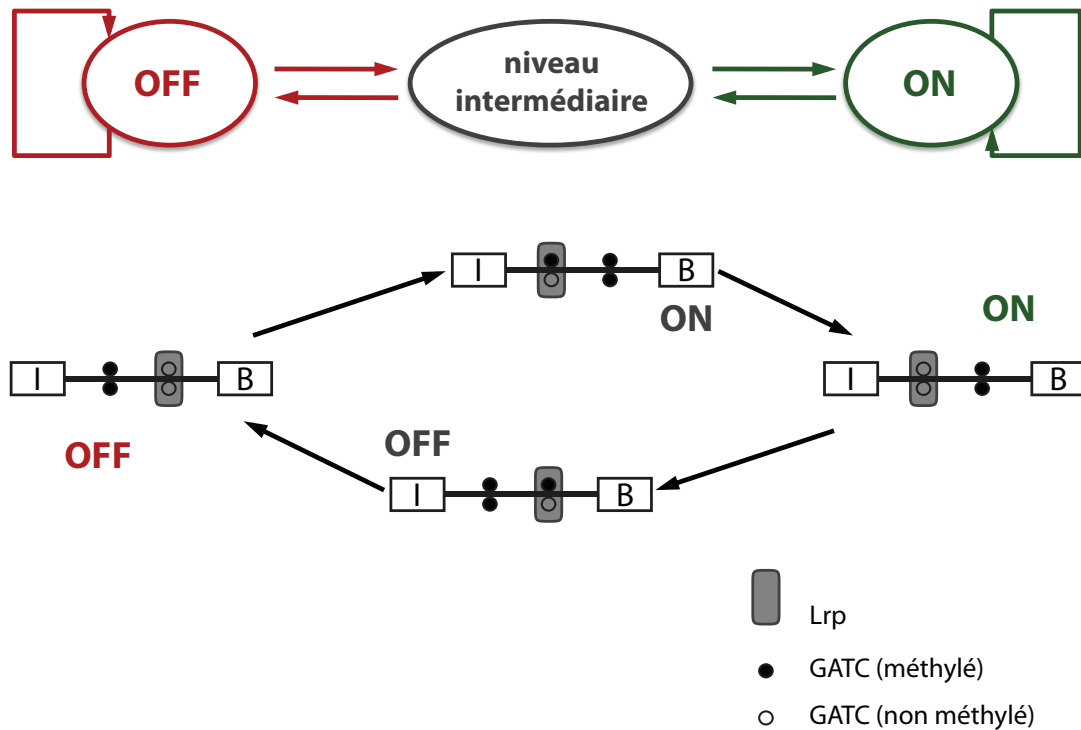 OFF
niveau
intermédiaire
ON
I
B
ON
ON
I
B
OFF
I
B
OFF
I
B
Lrp
GATC (méthylé)
GATC (non méthylé)